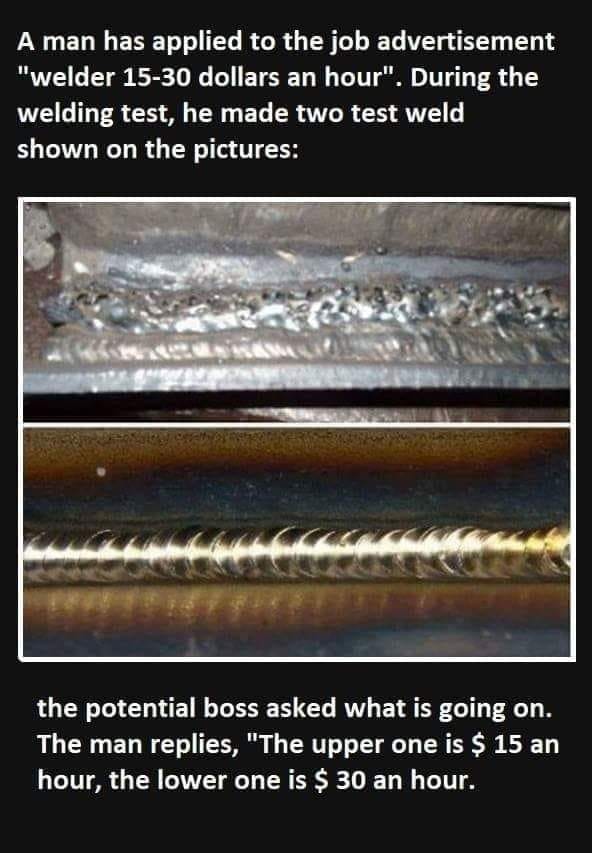 A man has applied to the job advertisement
"welder 15-30 dollars an hour". During the
welding test, he made two test weld
shown on the pictures:
the potential boss asked what is going on.
The man replies, "The upper one is $ 15 an
hour, the lower one is $ 30 an hour.